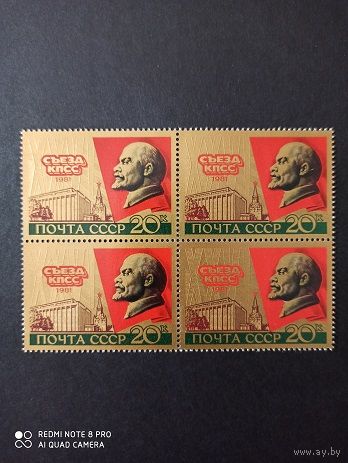 СЪЕЗД
КПСС
1981
ПОЧТА СССР 20к
СЪЕЗД
КПСС
1981
ПОЧТА СССР 20к
СЪЕЗД
КПСС
1981
ПОЧТА СССР 20к
СЪЕЗД
КПСС
1981
ПОЧТА СССР 20к
REDMI NOTE 8 PRO
AI QUAD CAMERA
www.ay.by